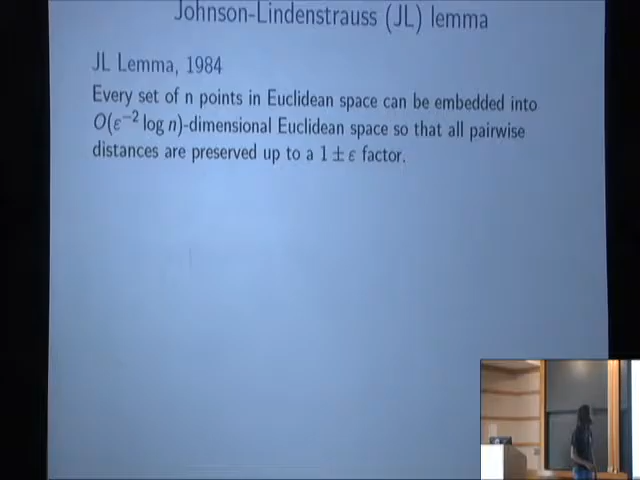 Johnson-Lindenstrauss (JL) lemma
JL Lemma, 1984
Every set of n points in Euclidean space can be embedded into
O(ε⁻² log n)-dimensional Euclidean space so that all pairwise
distances are preserved up to a 1 ± ε factor.